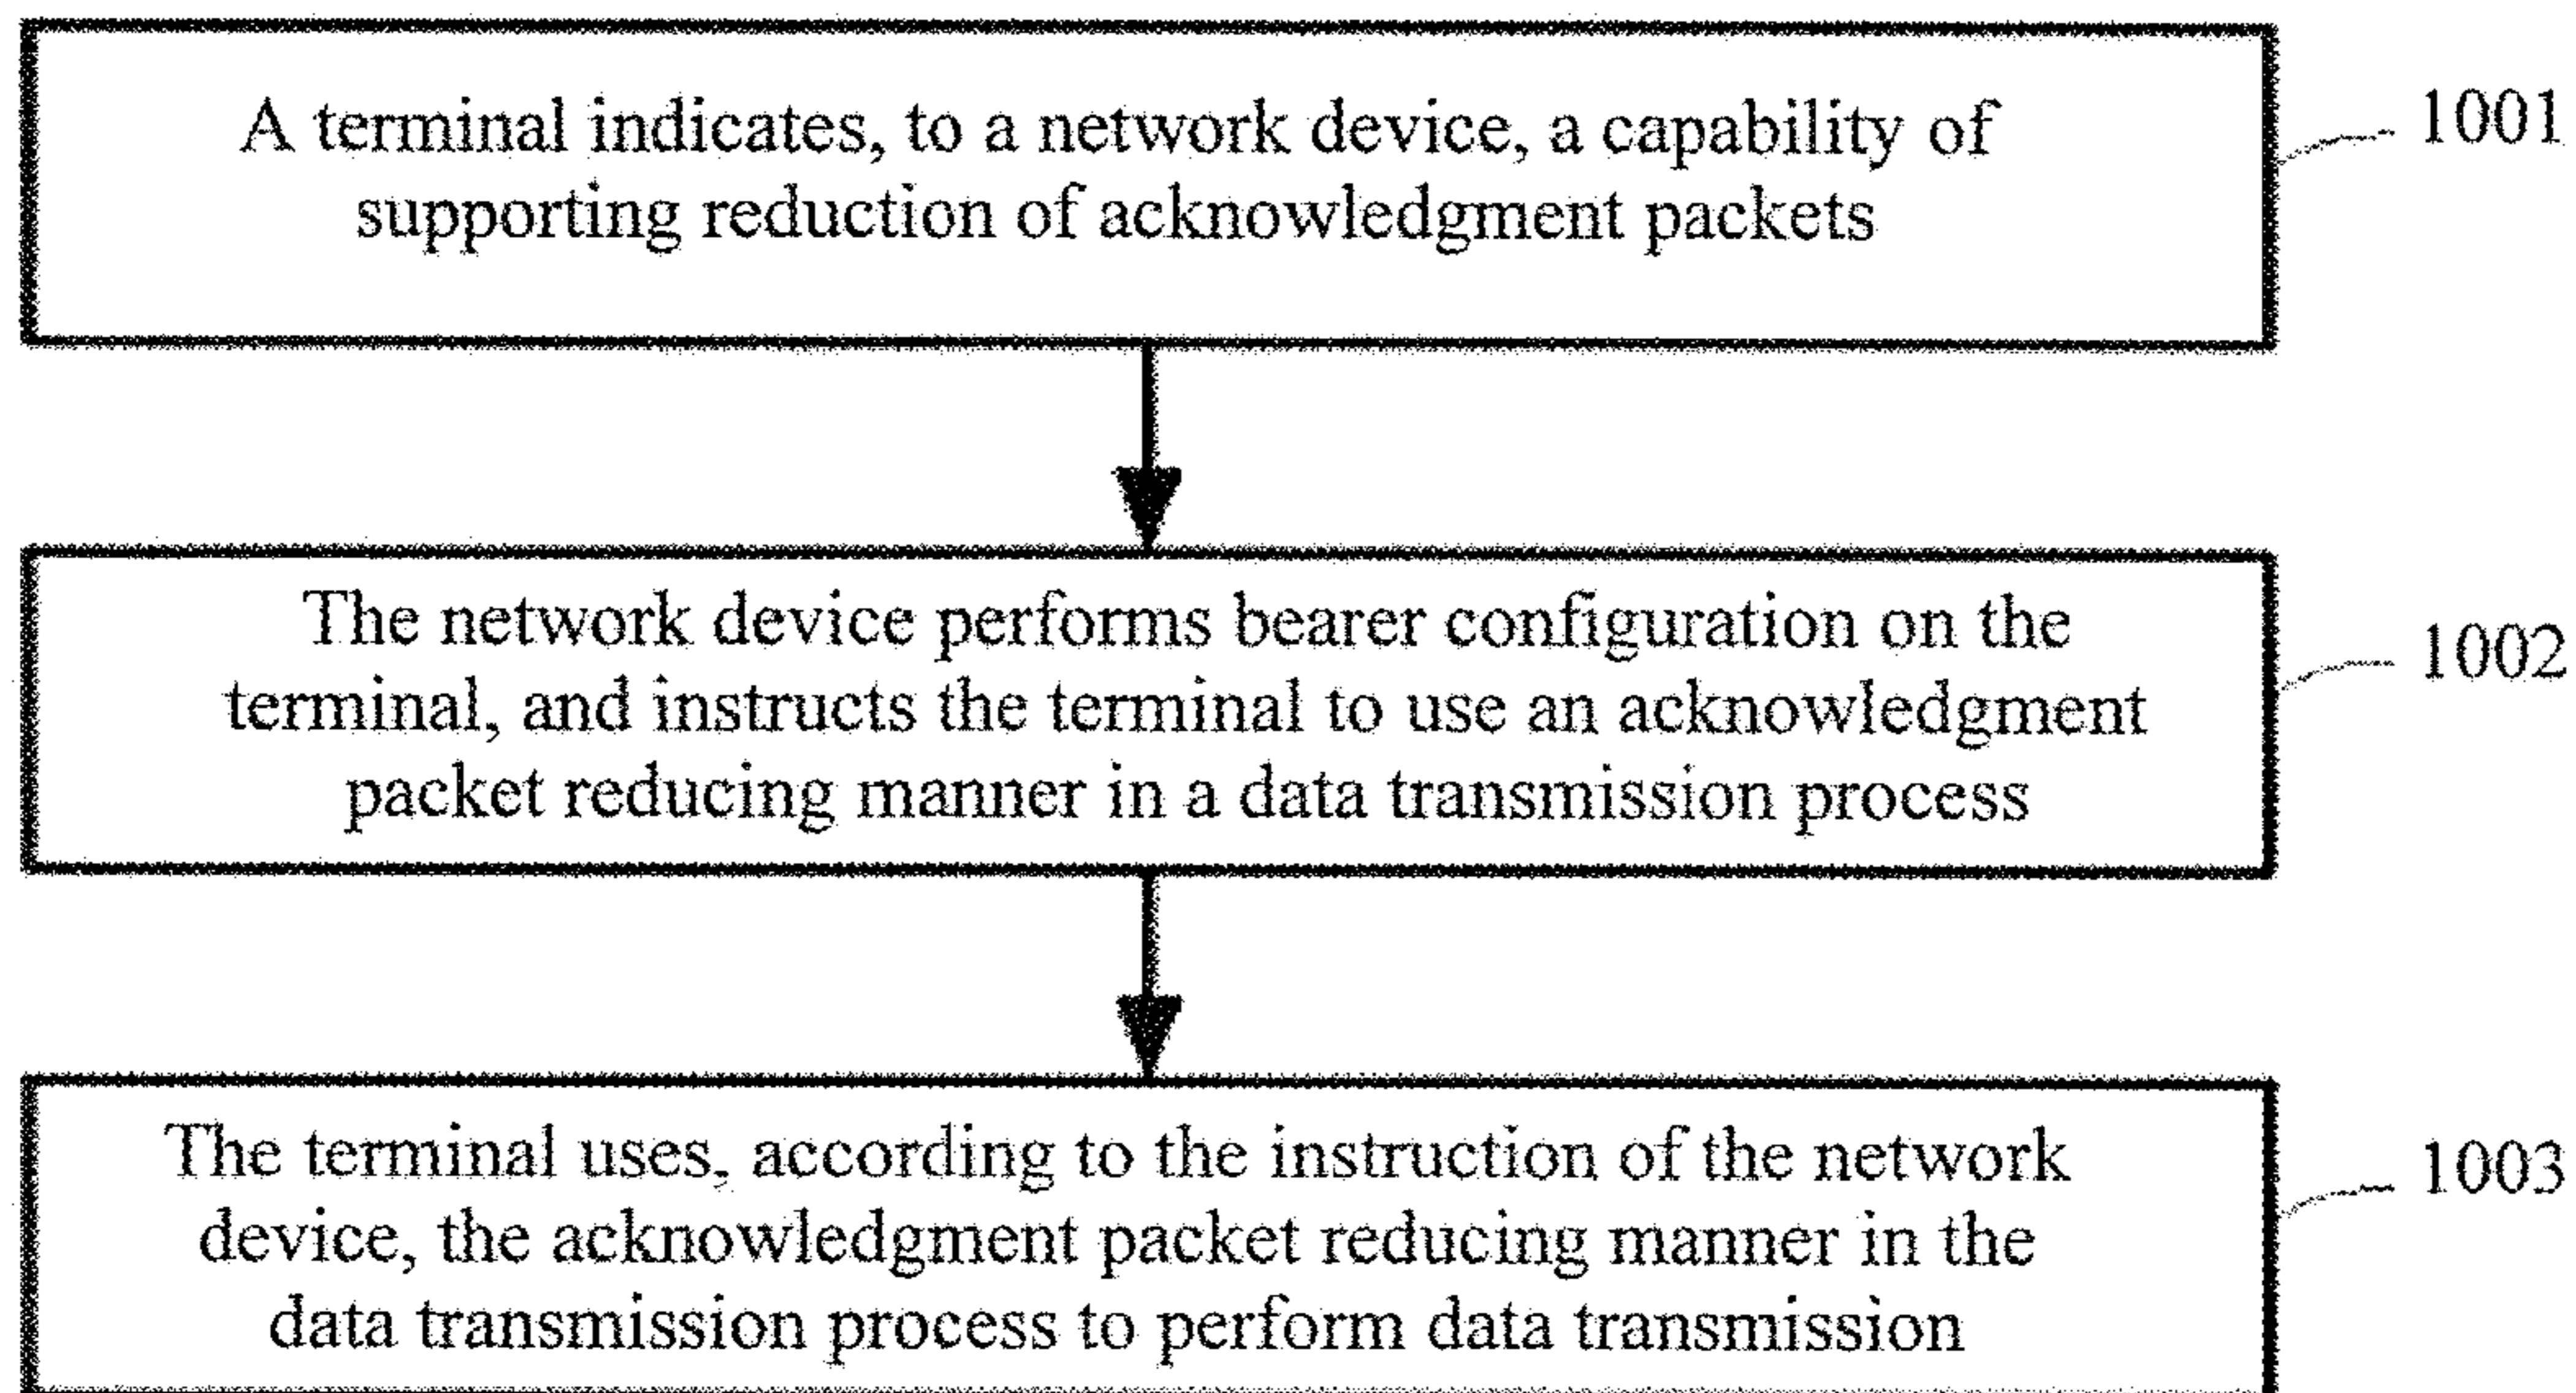 A terminal indicates, to a network device, a capability of
supporting reduction of acknowledgment packets
1001
The network device performs bearer configuration on the
terminal, and instructs the terminal to use an acknowledgment
packet reducing manner in a data transmission process
1002
The terminal uses, according to the instruction of the network
device, the acknowledgment packet reducing manner in the
data transmission process to perform data transmission
1003